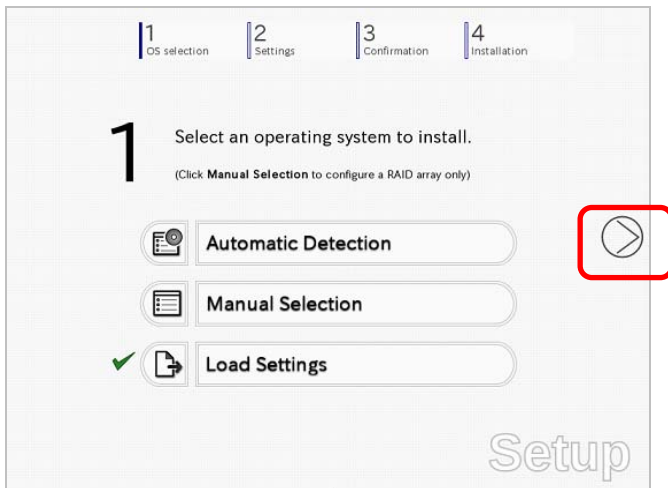 1
OS selection
2
Settings
3
Confirmation
4
Installation
1
Select an operating system to install.
(Click Manual Selection to configure a RAID array only)
Automatic Detection
Manual Selection
Load Settings
Setup